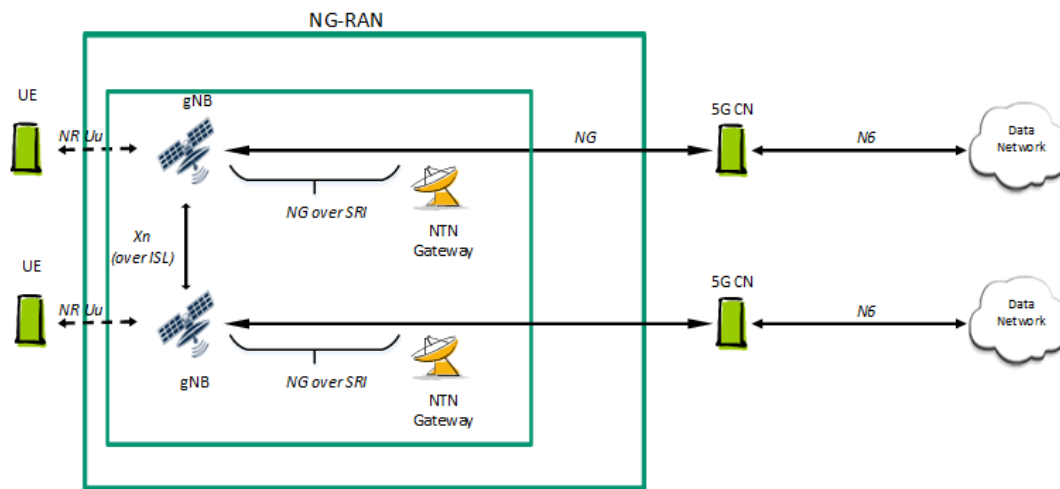 NG-RAN
UE
gNB
5G CN
NR Uu
NG
N6
Data
Network
NG over SRI
NTN
Gateway
Xn
(over ISL)
UE
5G CN
NR Uu
N6
Data
Network
gNB
NG over SRI
NTN
Gateway